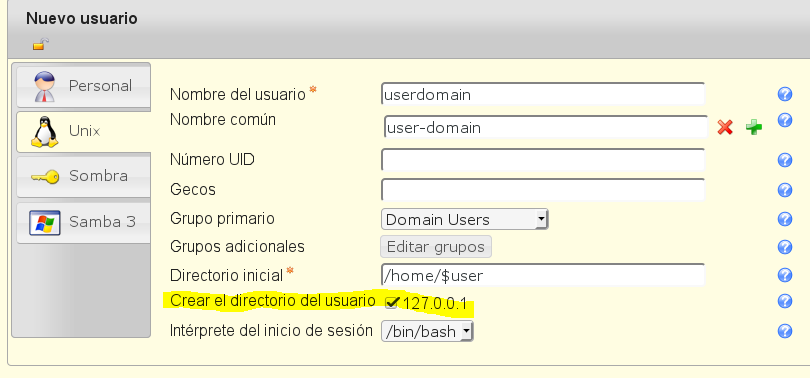 Nuevo usuario
Personal
Unix
Sombra
Samba 3
Nombre del usuario * userdomain
Nombre común user-domain
Número UID
Gecos
Grupo primario Domain Users
Grupos adicionales Editar grupos
Directorio inicial * /home/$user
Crear el directorio del usuario 127.0.0.1
Intérprete del inicio de sesión /bin/bash